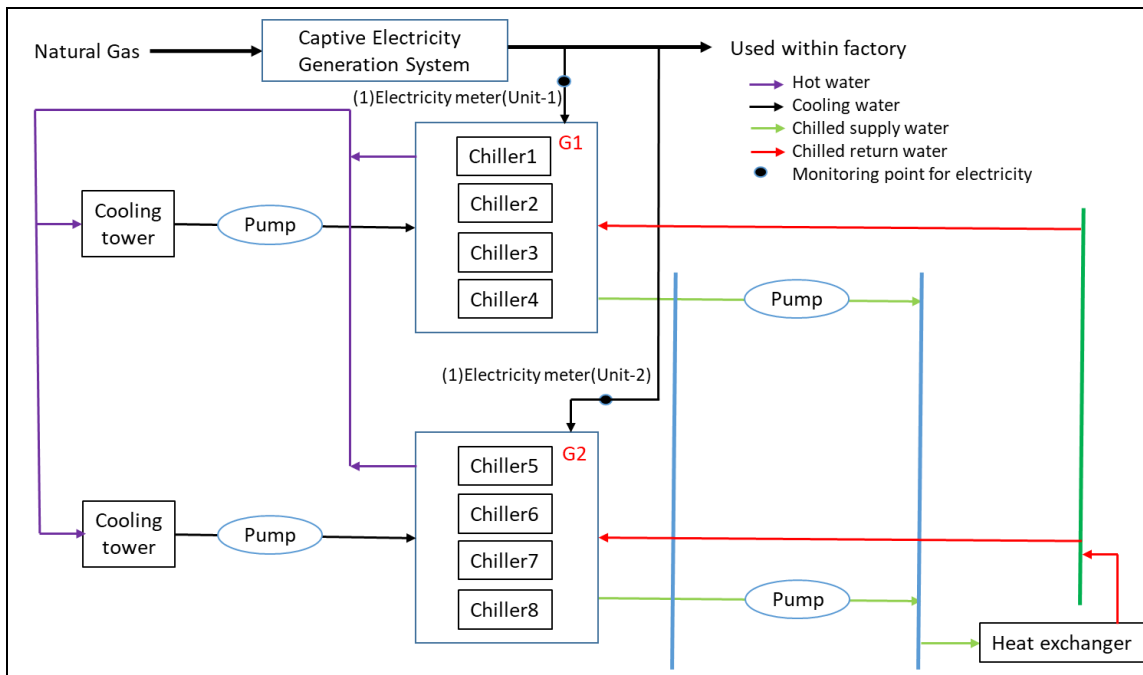 Natural Gas
Captive Electricity
Generation System
Used within factory
Hot water
Cooling water
Chilled supply water
Chilled return water
Monitoring point for electricity
(1)Electricity meter(Unit-1)
G1
Chiller1
Chiller2
Chiller3
Chiller4
Cooling
tower
Pump
Pump
(1)Electricity meter(Unit-2)
G2
Chiller5
Chiller6
Chiller7
Chiller8
Cooling
tower
Pump
Pump
Heat exchanger